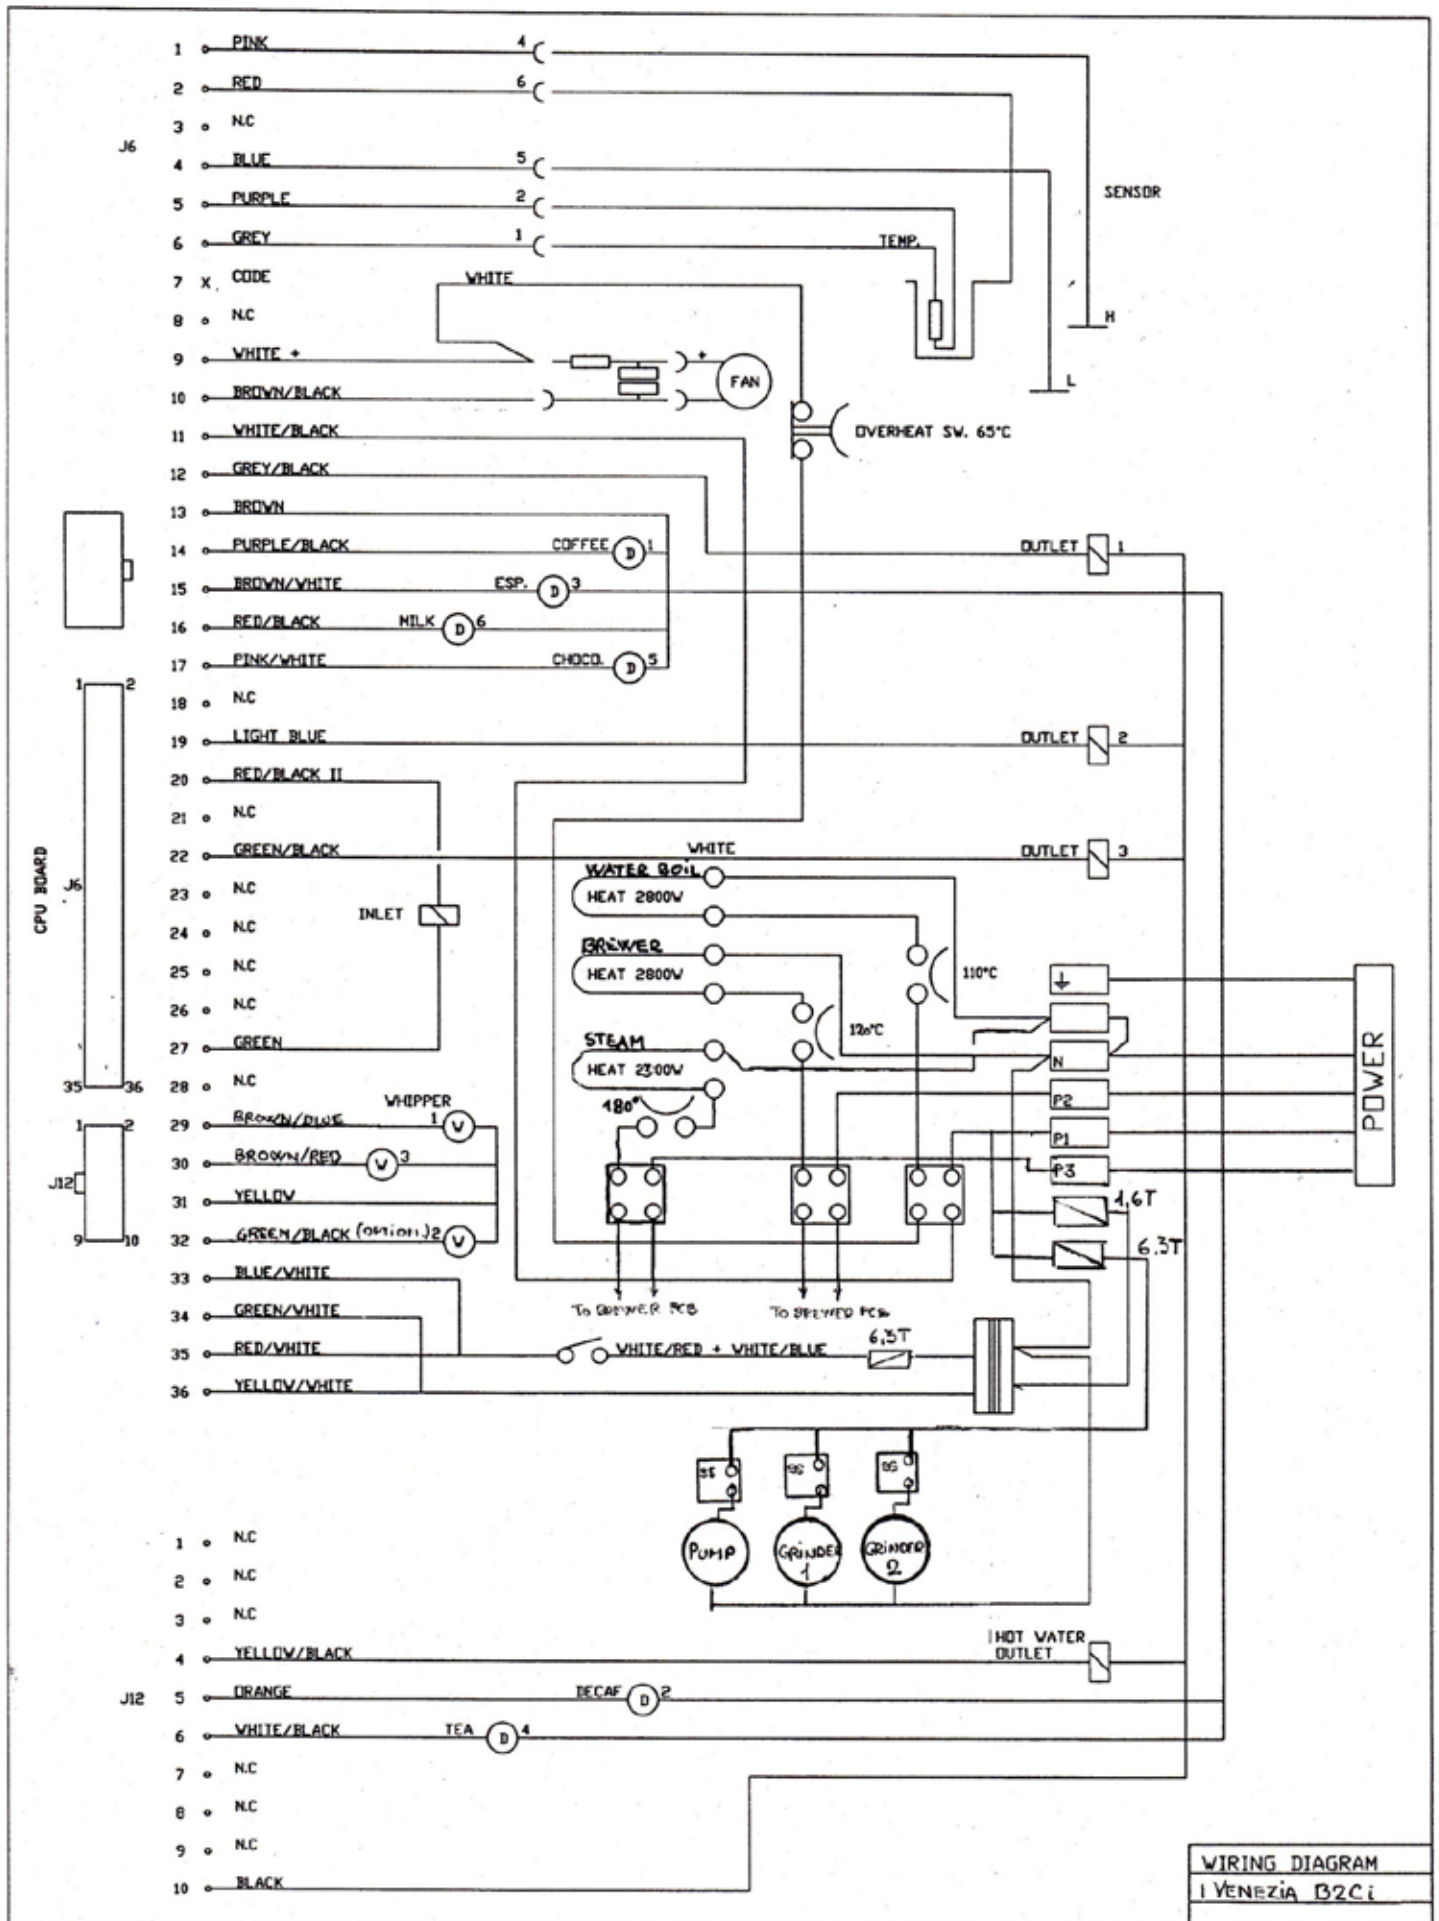 1 PINK 4
2 RED 6
3 N.C
J6
4 BLUE 5
SENSOR
5 PURPLE 2
6 GREY 1 TEMP.
7 X CODE WHITE
8 N.C H
9 WHITE + +
FAN
L
10 BROWN/BLACK
11 WHITE/BLACK OVERHEAT SW. 65°C
12 GREY/BLACK
13 BROWN
14 PURPLE/BLACK COFFEE D 1 OUTLET 1
15 BROWN/WHITE ESP. D 3
16 RED/BLACK MILK D 6
17 PINK/WHITE CHOCO. D 5
1 2
18 N.C
19 LIGHT BLUE OUTLET 2
20 RED/BLACK II
21 N.C
22 GREEN/BLACK WHITE OUTLET 3
WATER BOIL
CPU BOARD
J6
23 N.C HEAT 2800W
INLET
24 N.C
BREWER
25 N.C HEAT 2800W 110°C
26 N.C
120°C
27 GREEN STEAM
N
HEAT 2300W
35 36
28 N.C
POWER
WHIPPER 180° P2
1 2
29 BROWN/BLUE 1 W
P1
30 BROWN/RED W 3
P3
J12
31 YELLOW 1,6T
9 10
32 GREEN/BLACK (OPTION.) 2 W 6.3T
33 BLUE/WHITE
34 GREEN/WHITE To BREWER PCB To BREWER PCB
6,3T
35 RED/WHITE WHITE/RED + WHITE/BLUE
36 YELLOW/WHITE
1 N.C
PUMP GRINDER 1 GRINDER 2
2 N.C
3 N.C
HOT WATER
OUTLET
4 YELLOW/BLACK
J12
5 ORANGE DECAF D 2
6 WHITE/BLACK TEA D 4
7 N.C
8 N.C
9 N.C
10 BLACK
WIRING DIAGRAM
VENEZIA B2Ci